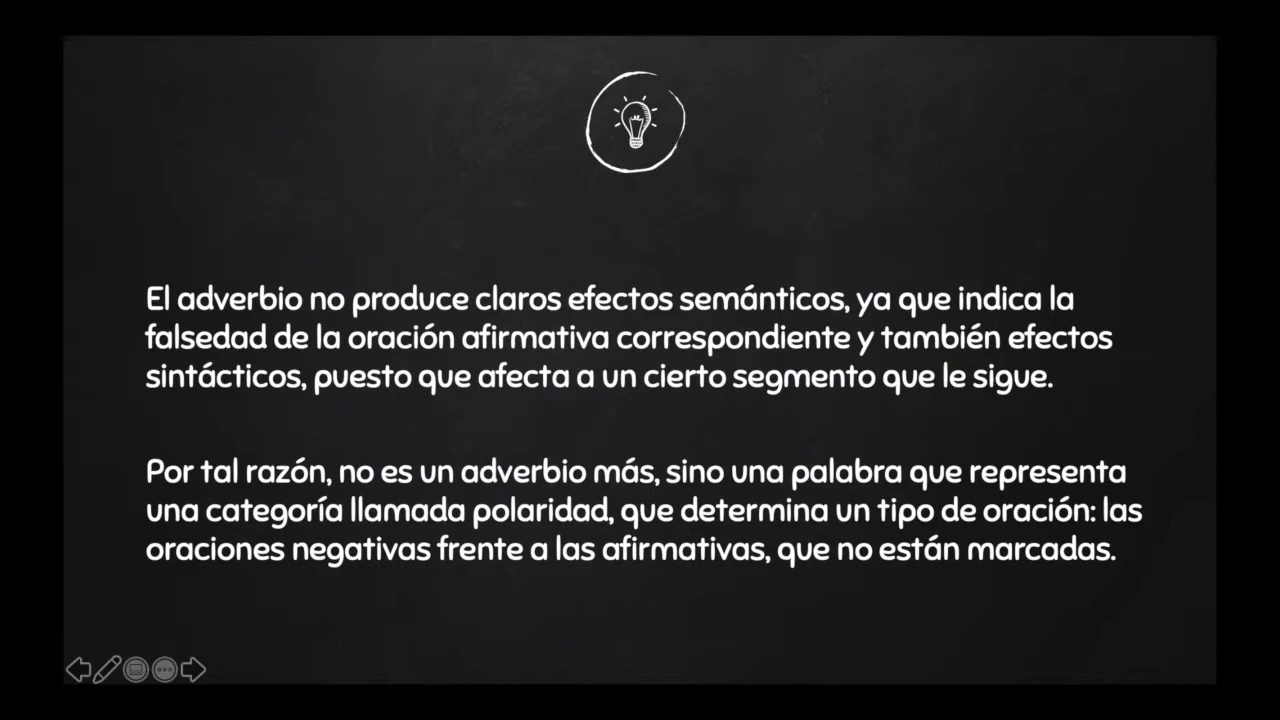 El adverbio no produce claros efectos semánticos, ya que indica la
falsedad de la oración afirmativa correspondiente y también efectos
sintácticos, puesto que afecta a un cierto segmento que le sigue.
Por tal razón, no es un adverbio más, sino una palabra que representa
una categoría llamada polaridad, que determina un tipo de oración: las
oraciones negativas frente a las afirmativas, que no están marcadas.